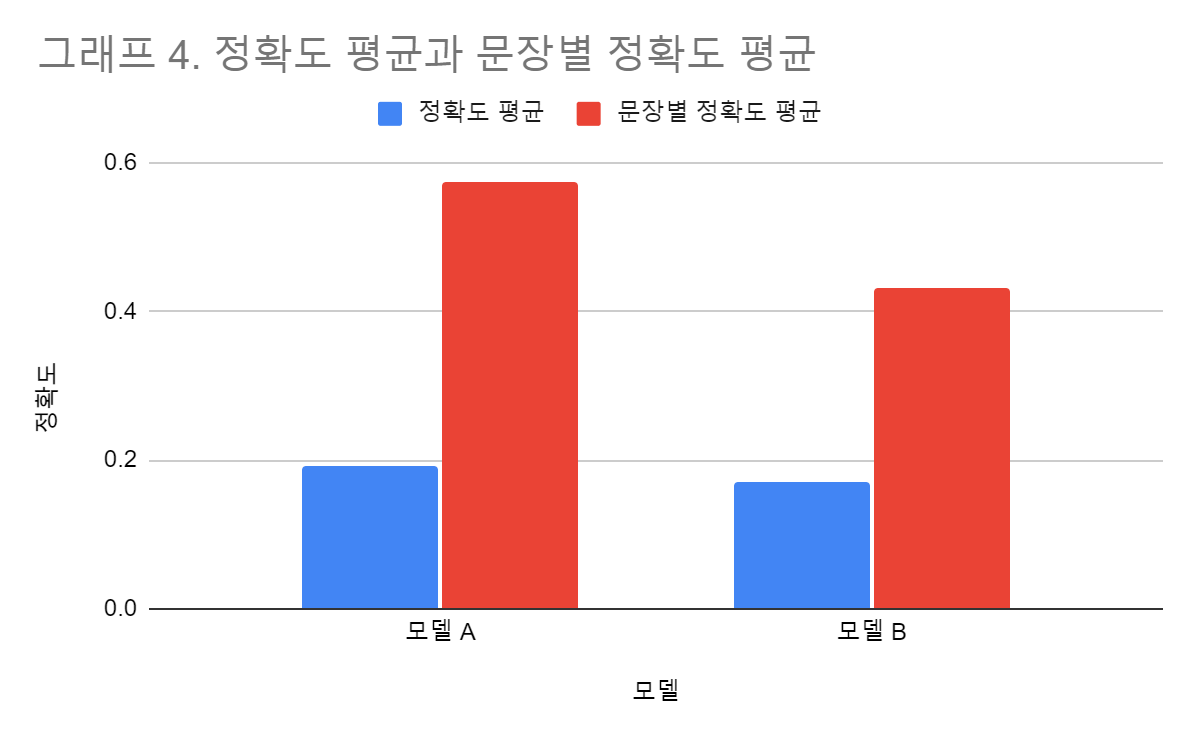 그래프 4. 정확도 평균과 문장별 정확도 평균
정확도 평균 문장별 정확도 평균
0.6
0.4
0.2
0.0
정확도
모델 A 모델 B
모델